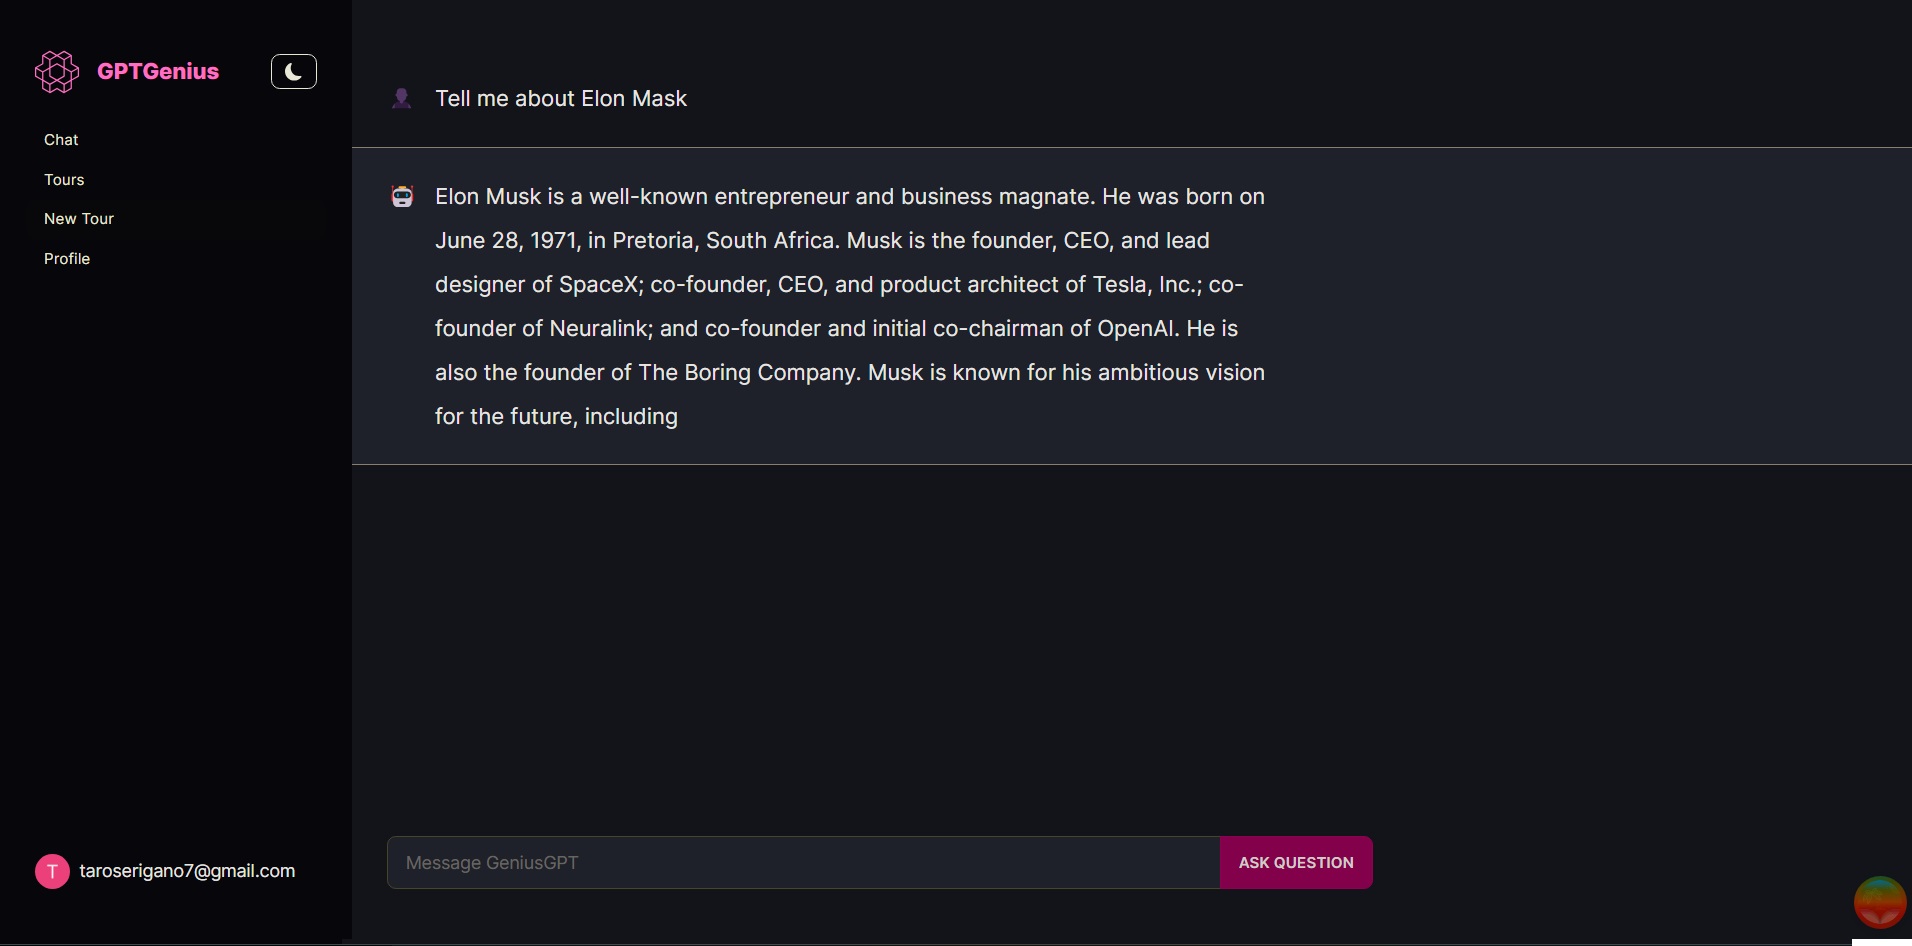 GPTGenius
Chat
Tours
New Tour
Profile
T
taroserigano7@gmail.com
Tell me about Elon Mask
Elon Musk is a well-known entrepreneur and business magnate. He was born on
June 28, 1971, in Pretoria, South Africa. Musk is the founder, CEO, and lead
designer of SpaceX; co-founder, CEO, and product architect of Tesla, Inc.; co-
founder of Neuralink; and co-founder and initial co-chairman of OpenAI. He is
also the founder of The Boring Company. Musk is known for his ambitious vision
for the future, including
Message GeniusGPT
ASK QUESTION